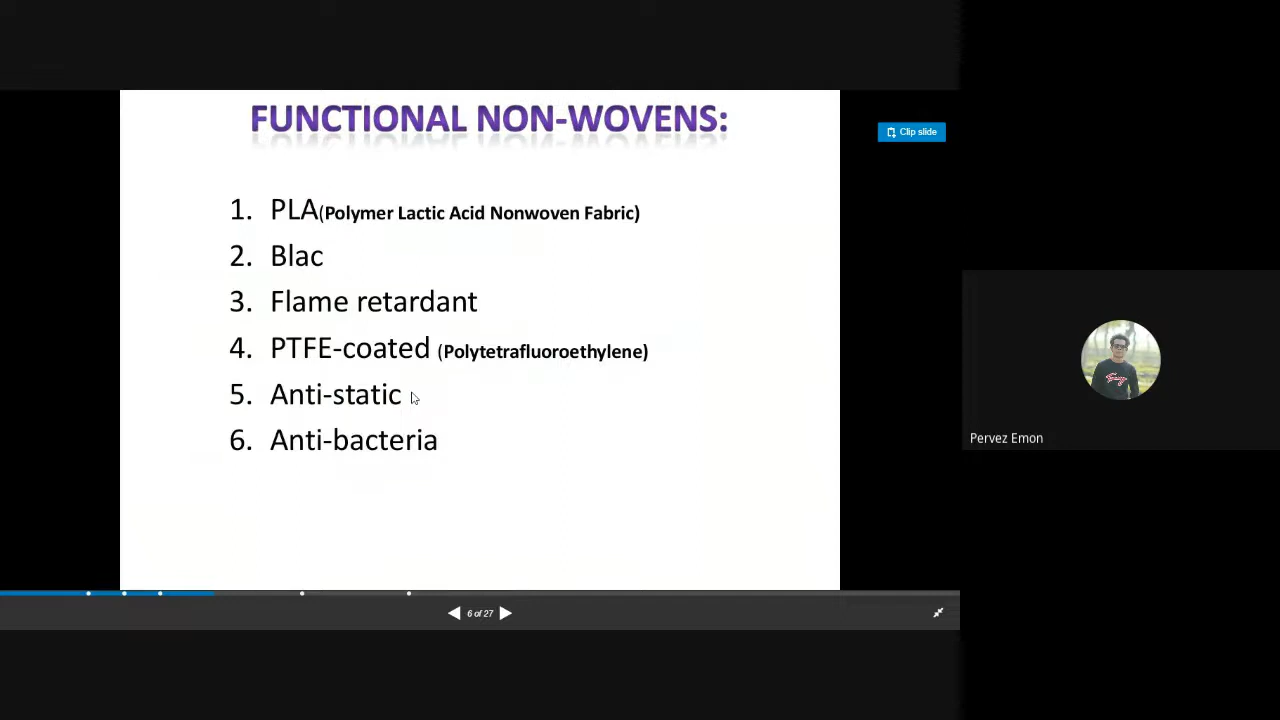 FUNCTIONAL NON-WOVENS:
Clip slide
1. PLA(Polymer Lactic Acid Nonwoven Fabric)
2. Blac
3. Flame retardant
4. PTFE-coated (Polytetrafluoroethylene)
5. Anti-static
6. Anti-bacteria
Pervez Emon
6 of 27